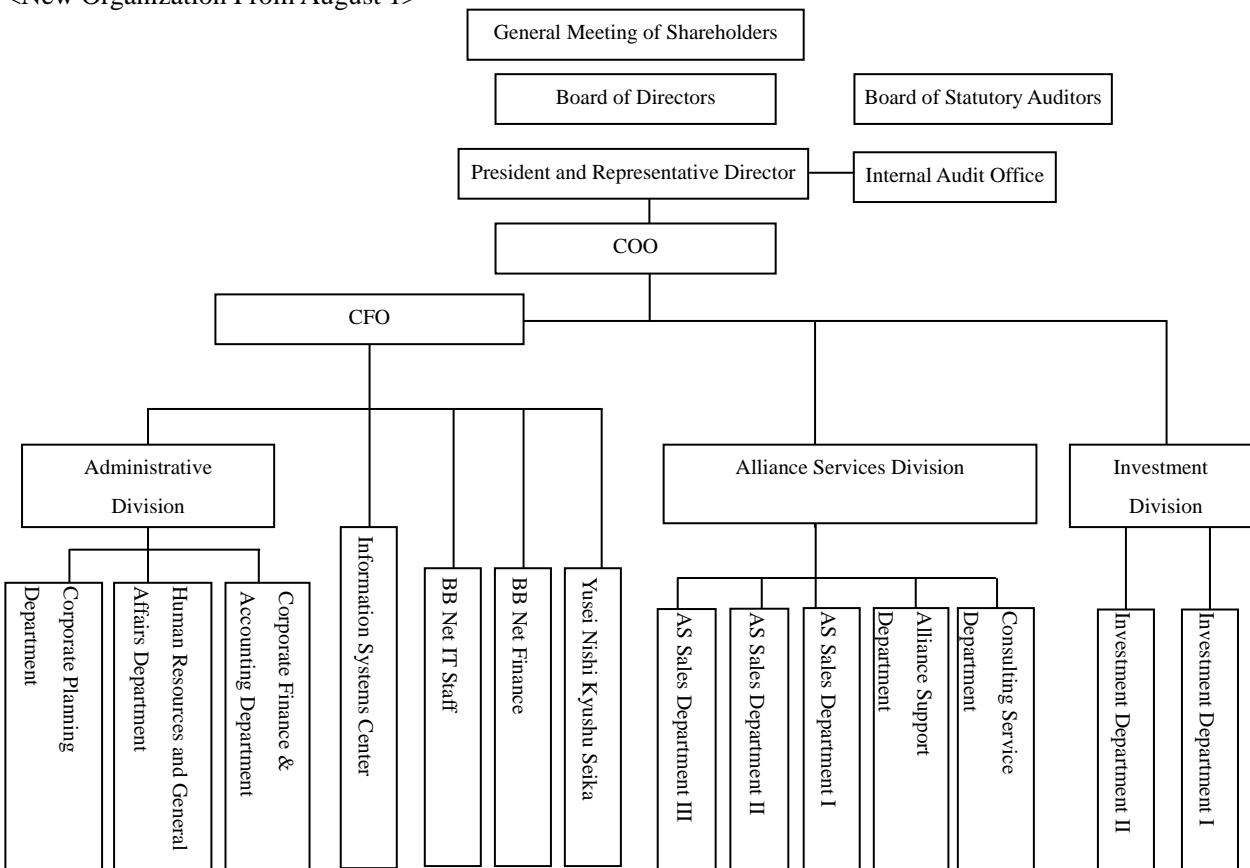 <New Organization From August 1>
General Meeting of Shareholders
Board of Directors
Board of Statutory Auditors
President and Representative Director
Internal Audit Office
COO
CFO
Administrative
Division
Alliance Services Division
Investment
Division
Corporate Planning
Department
Human Resources and General
Affairs Department
Corporate Finance &
Accounting Department
Information Systems Center
BB Net IT Staff
BB Net Finance
Yusei Nishi Kyushu Seika
AS Sales Department III
AS Sales Department II
AS Sales Department I
Alliance Support
Department
Consulting Service
Department
Investment Department II
Investment Department I